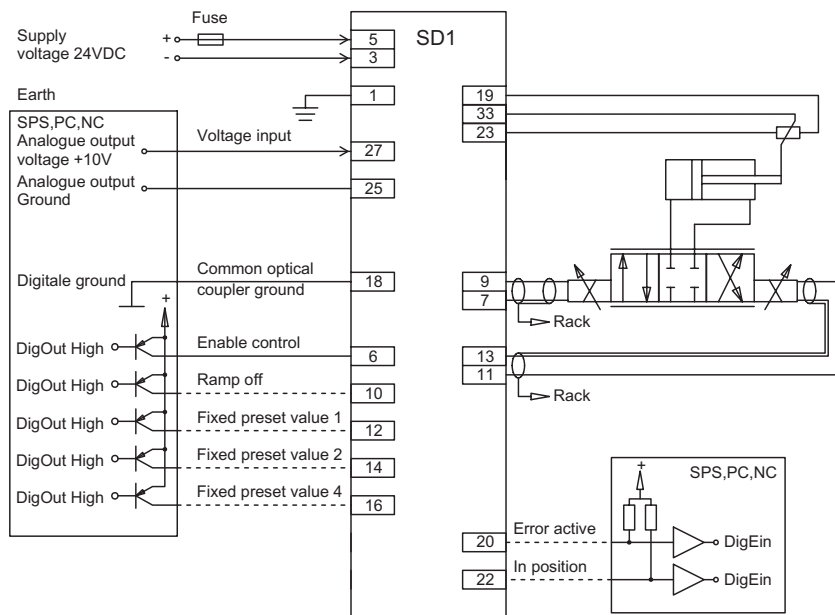 Fuse
Supply
voltage 24VDC
+
-
5
3
SD1
Earth
1
19
33
23
SPS,PC,NC
Analogue output
voltage +10V
Voltage input
27
Analogue output
Ground
25
Digitale ground
Common optical
coupler ground
18
9
7
Rack
+
DigOut High
Enable control
6
13
11
Rack
DigOut High
Ramp off
10
DigOut High
Fixed preset value 1
12
DigOut High
Fixed preset value 2
14
DigOut High
Fixed preset value 4
16
SPS,PC,NC
+
20
Error active
DigEin
22
In position
DigEin